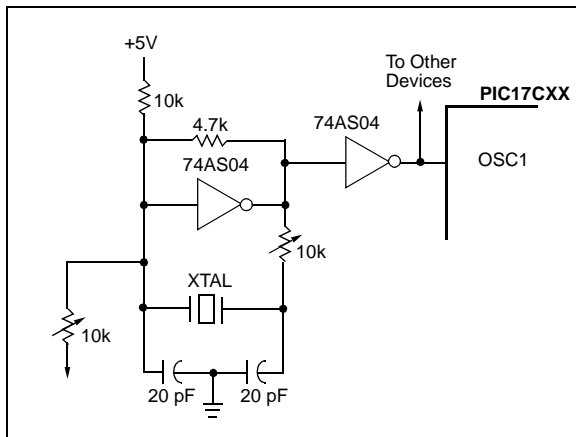 +5V
To Other
Devices
PIC17CXX
10k
4.7k
74AS04
74AS04
OSC1
10k
XTAL
10k
20 pF
20 pF